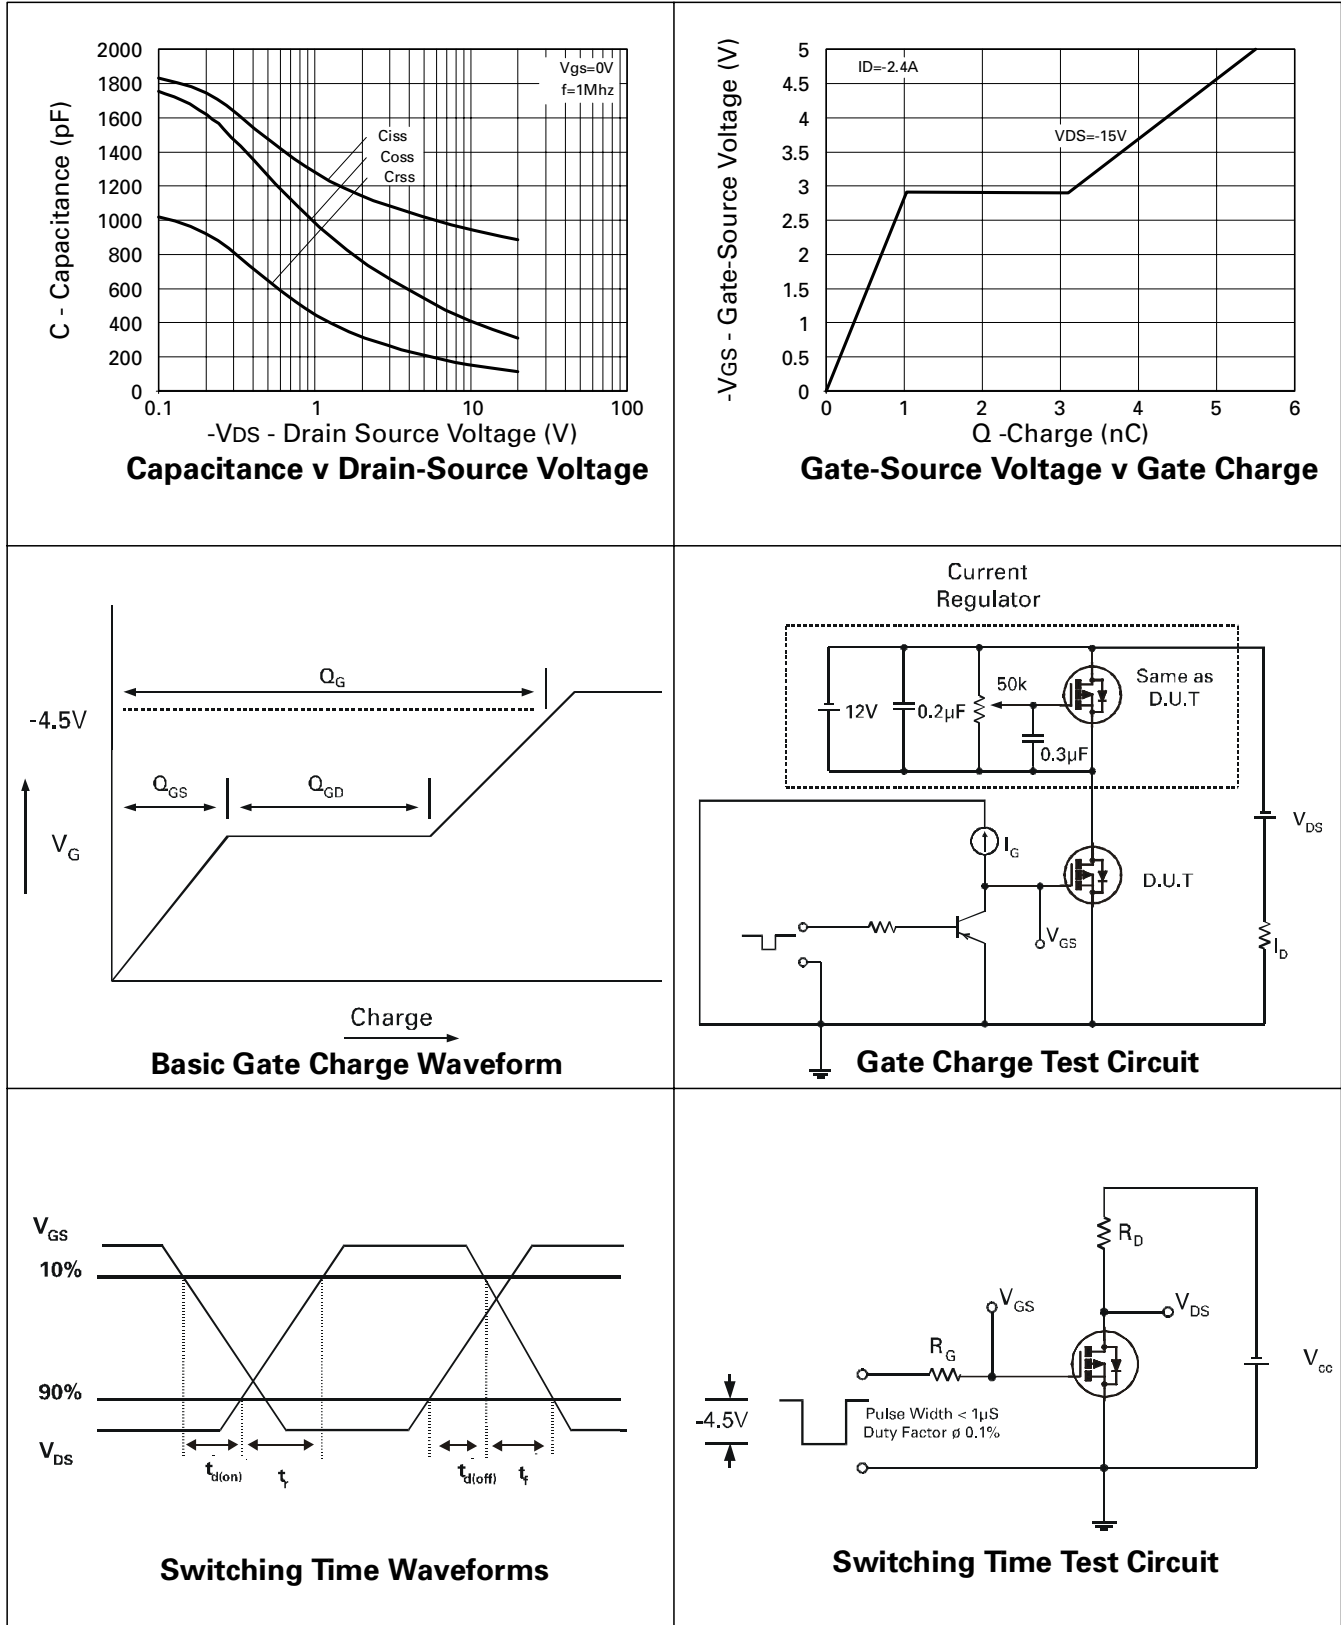 2000
1800
1600
1400
1200
1000
800
600
400
200
0
C - Capacitance (pF)
Vgs=0V
f=1Mhz
Ciss
Coss
Crss
0.1 1 10 100
-VDS - Drain Source Voltage (V)
Capacitance v Drain-Source Voltage
5
4.5
4
3.5
3
2.5
2
1.5
1
0.5
0
-VGS - Gate-Source Voltage (V)
ID=-2.4A
VDS=-15V
0 1 2 3 4 5 6
Q -Charge (nC)
Gate-Source Voltage v Gate Charge
QG
-4.5V
QGS
QGD
VG
Charge
Basic Gate Charge Waveform
Current
Regulator
12V
0.2µF
50k
0.3µF
Same as
D.U.T
VDS
IG
D.U.T
VGS
ID
Gate Charge Test Circuit
VGS
10%
90%
VDS
td(on)
tr
td(off)
tf
Switching Time Waveforms
RD
VGS
VDS
RG
Vcc
-4.5V
Pulse Width < 1µS
Duty Factor ø 0.1%
Switching Time Test Circuit